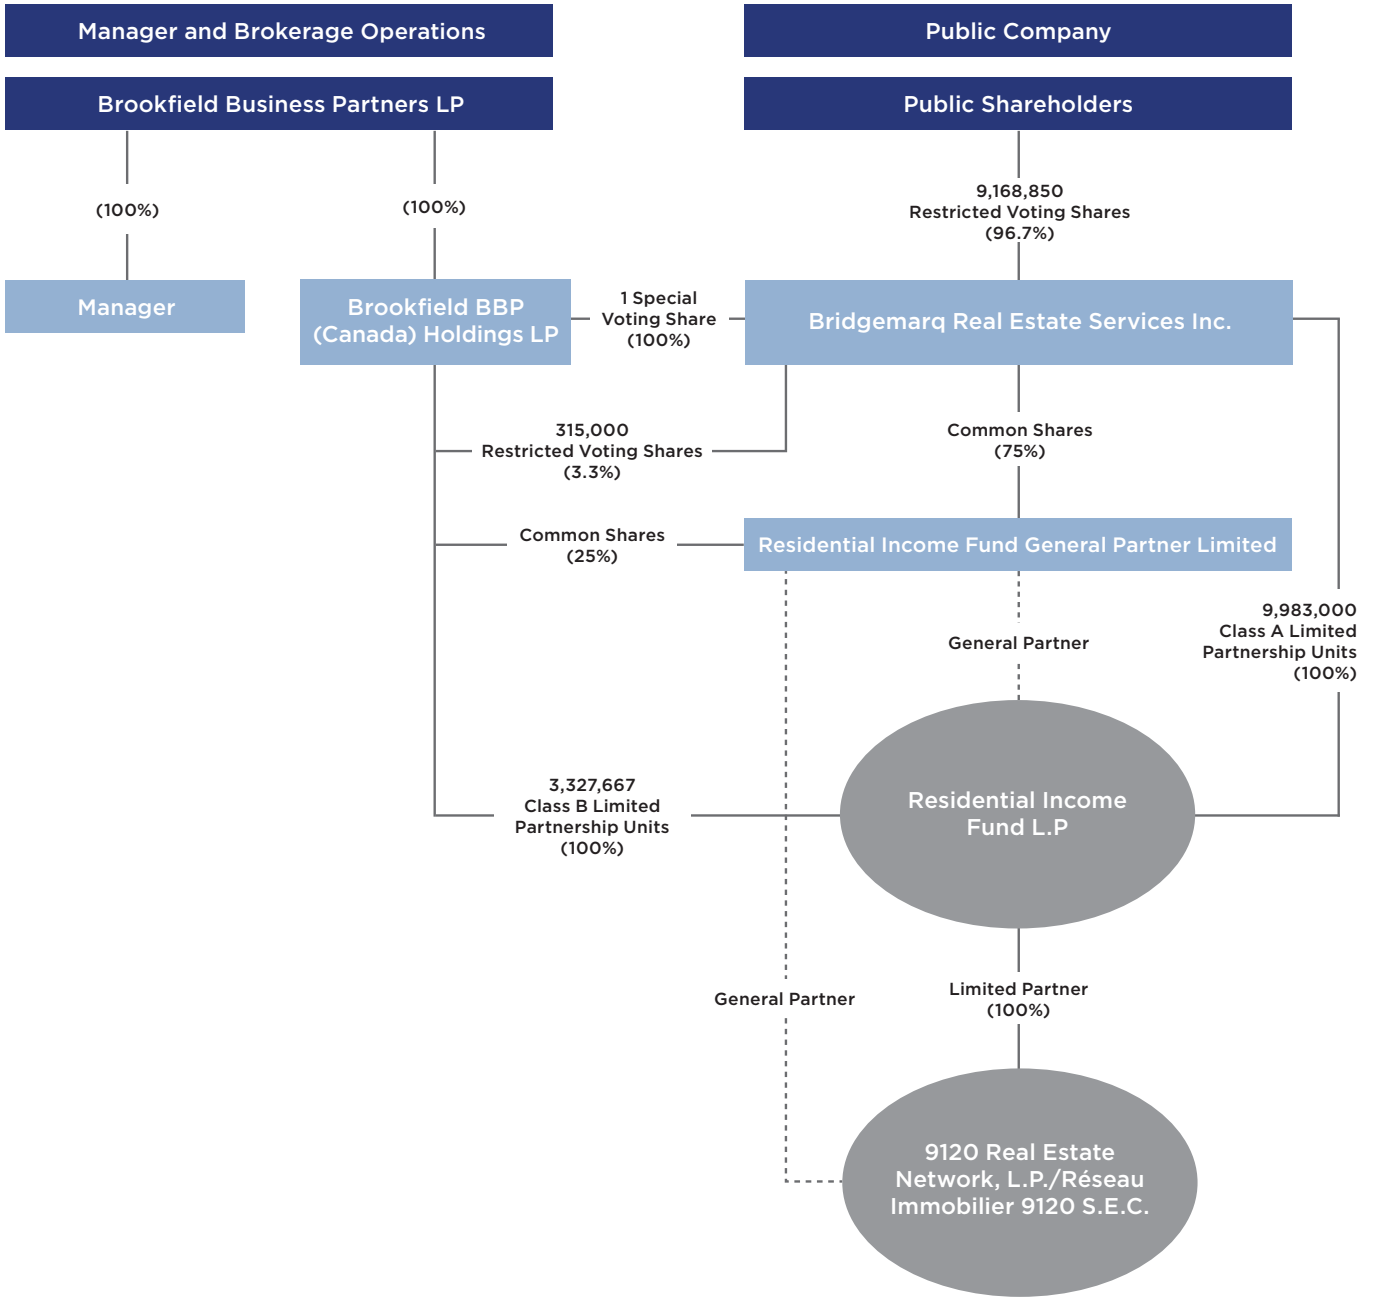 Manager and Brokerage Operations
Public Company
Brookfield Business Partners LP
Public Shareholders
(100%)
(100%)
9,168,850
Restricted Voting Shares
(96.7%)
Manager
Brookfield BBP
(Canada) Holdings LP
1 Special
Voting Share
(100%)
Bridgemarq Real Estate Services Inc.
315,000
Restricted Voting Shares
(3.3%)
Common Shares
(75%)
Common Shares
(25%)
Residential Income Fund General Partner Limited
9,983,000
Class A Limited
Partnership Units
(100%)
General Partner
3,327,667
Class B Limited
Partnership Units
(100%)
Residential Income
Fund L.P
General Partner
Limited Partner
(100%)
9120 Real Estate
Network, L.P./Réseau
Immobilier 9120 S.E.C.